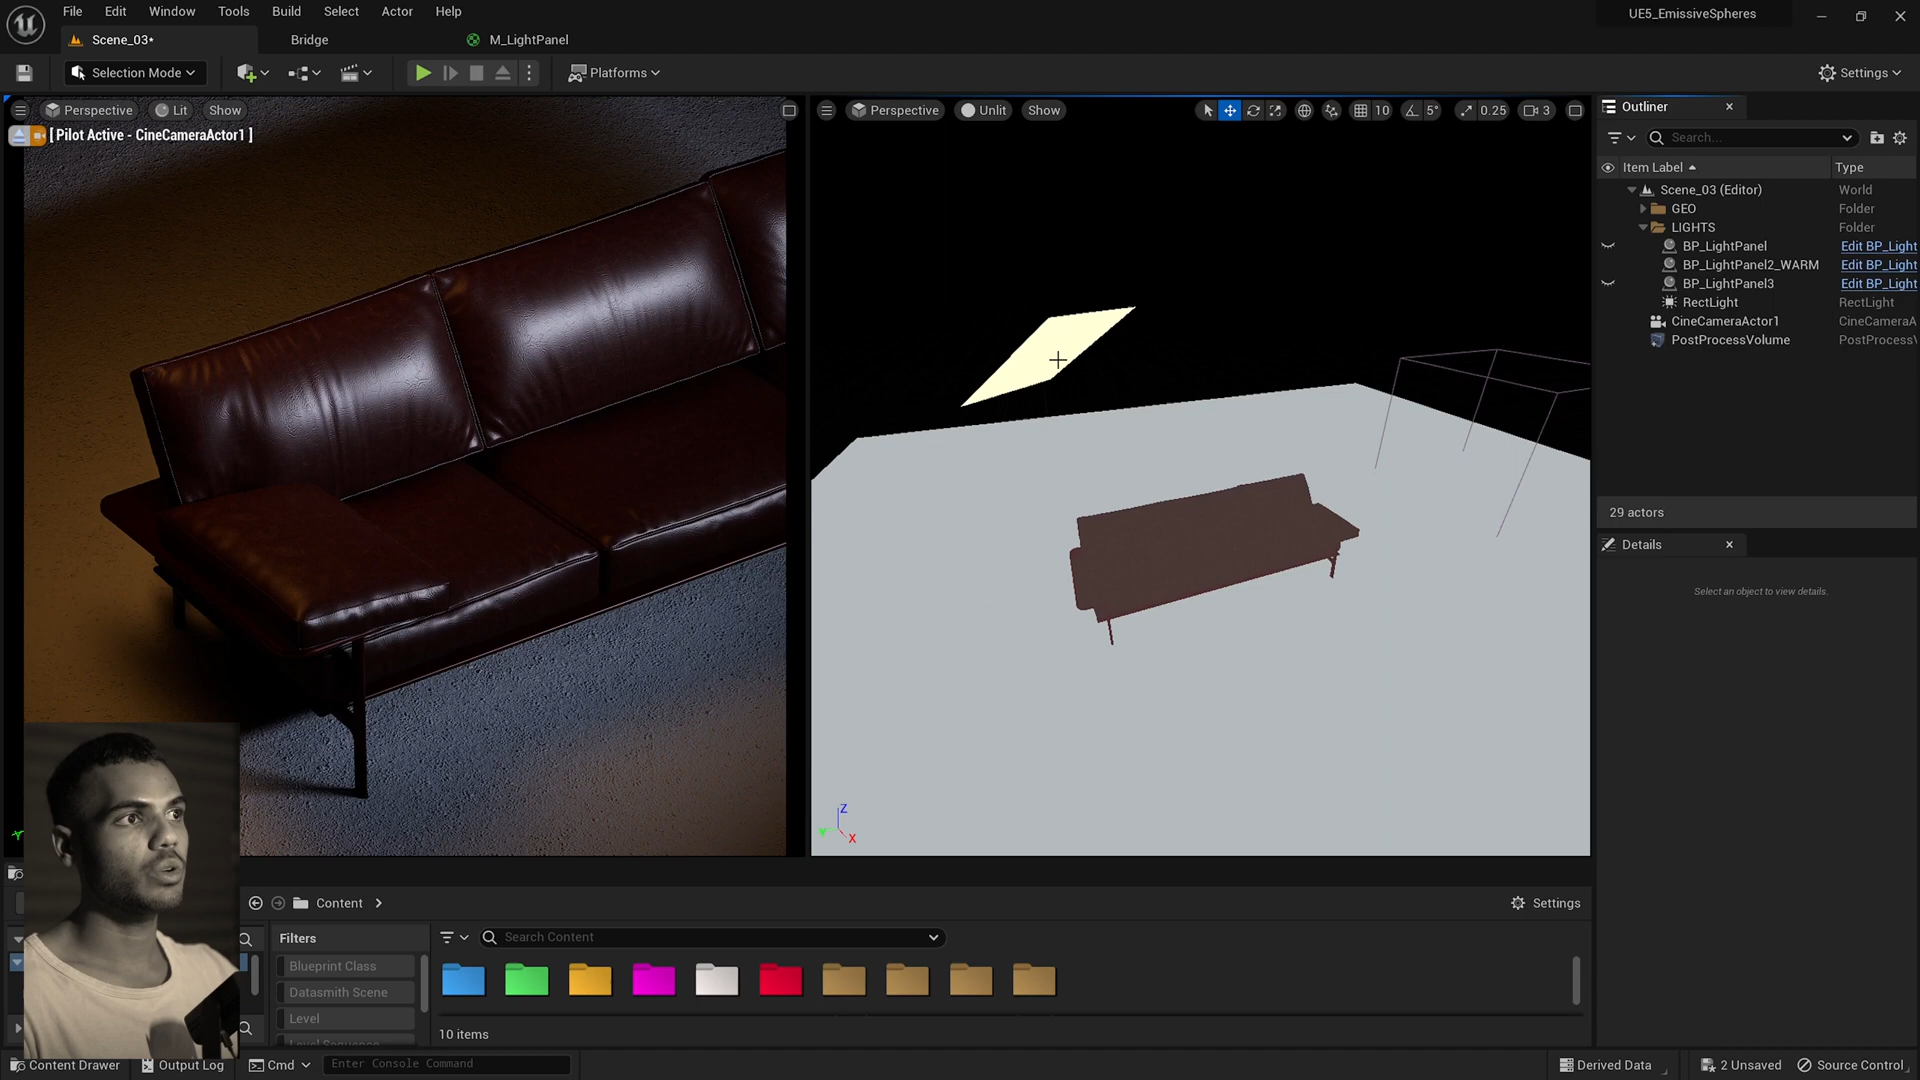 File Edit Window Tools Build Select Actor Help
UE5_EmissiveSpheres
Scene_03*
Bridge
M_LightPanel
Selection Mode
Platforms
Settings
Perspective
Lit
Show
[ Pilot Active - CineCameraActor1 ]
Perspective
Unlit
Show
10
5°
0.25
3
Outliner
Search...
Item Label
Type
Scene_03 (Editor)
World
GEO
Folder
LIGHTS
Folder
BP_LightPanel
Edit BP_Light
BP_LightPanel2_WARM
Edit BP_Light
BP_LightPanel3
Edit BP_Light
RectLight
RectLight
CineCameraActor1
CineCameraA
PostProcessVolume
PostProcessV
29 actors
Details
Select an object to view details.
Z
Y
X
Content
Settings
Filters
Search Content
Blueprint Class
Datasmith Scene
Level
Level Sequence
10 items
Content Drawer
Output Log
Cmd
Enter Console Command
Derived Data
2 Unsaved
Source Control